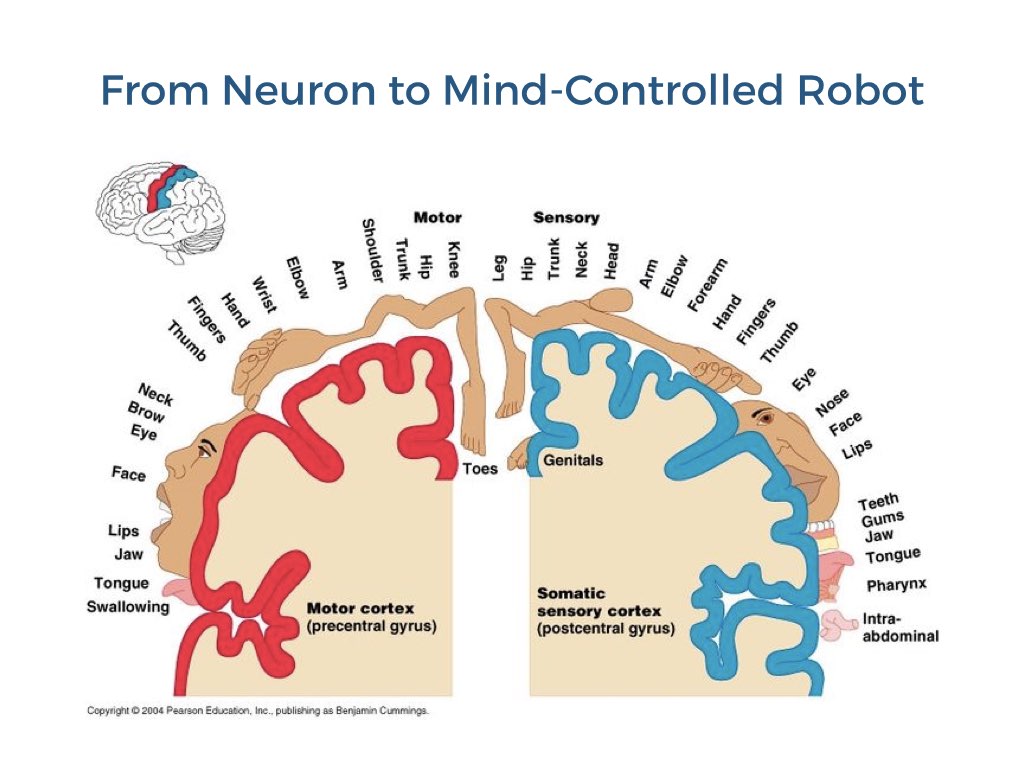 From Neuron to Mind-Controlled Robot
Motor
Sensory
Toes
Knee
Hip
Trunk
Shoulder
Arm
Elbow
Wrist
Hand
Fingers
Thumb
Neck
Brow
Eye
Face
Lips
Jaw
Tongue
Swallowing
Motor cortex
(precentral gyrus)
Genitals
Leg
Hip
Trunk
Neck
Head
Arm
Elbow
Forearm
Hand
Fingers
Thumb
Eye
Nose
Face
Lips
Teeth
Gums
Jaw
Tongue
Pharynx
Intra-
abdominal
Somatic
sensory cortex
(postcentral gyrus)
Copyright © 2004 Pearson Education, Inc., publishing as Benjamin Cummings.